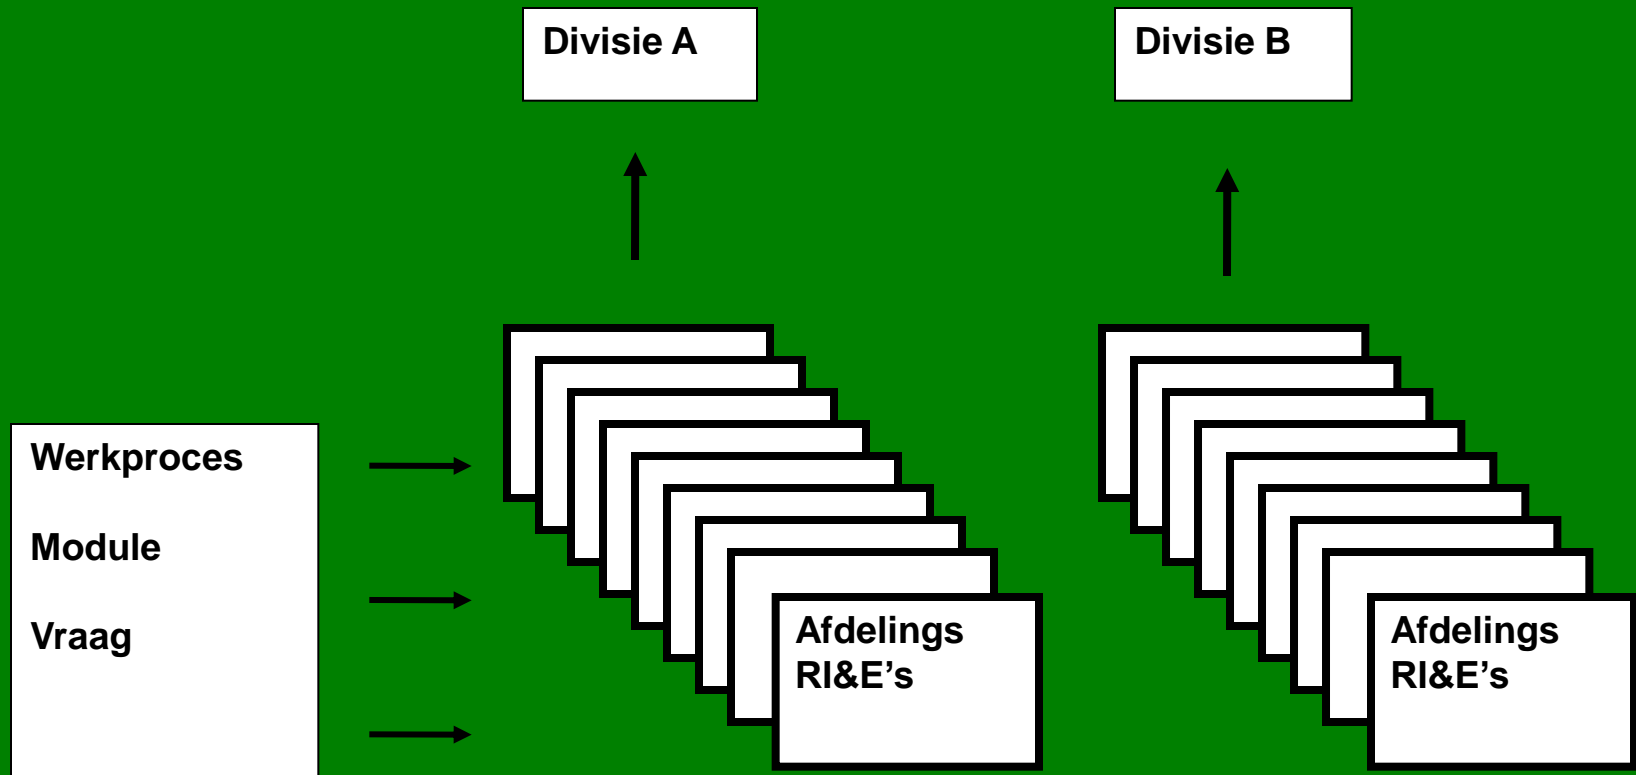 Divisie A
Divisie B
Werkproces
Module
Vraag
Afdelings
RI&E’s
Afdelings
RI&E’s